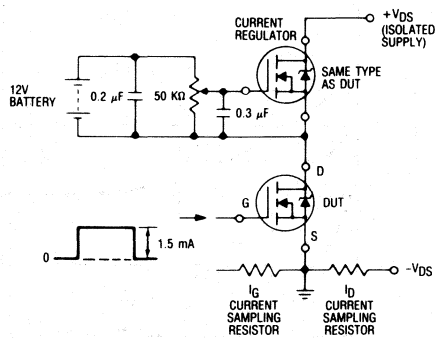 +VDS
(ISOLATED
SUPPLY)
CURRENT
REGULATOR
SAME TYPE
AS DUT
12V
BATTERY
0.2 µF
50 KΩ
0.3 µF
D
G
DUT
S
0
1.5 mA
-VDS
IG
CURRENT
SAMPLING
RESISTOR
ID
CURRENT
SAMPLING
RESISTOR